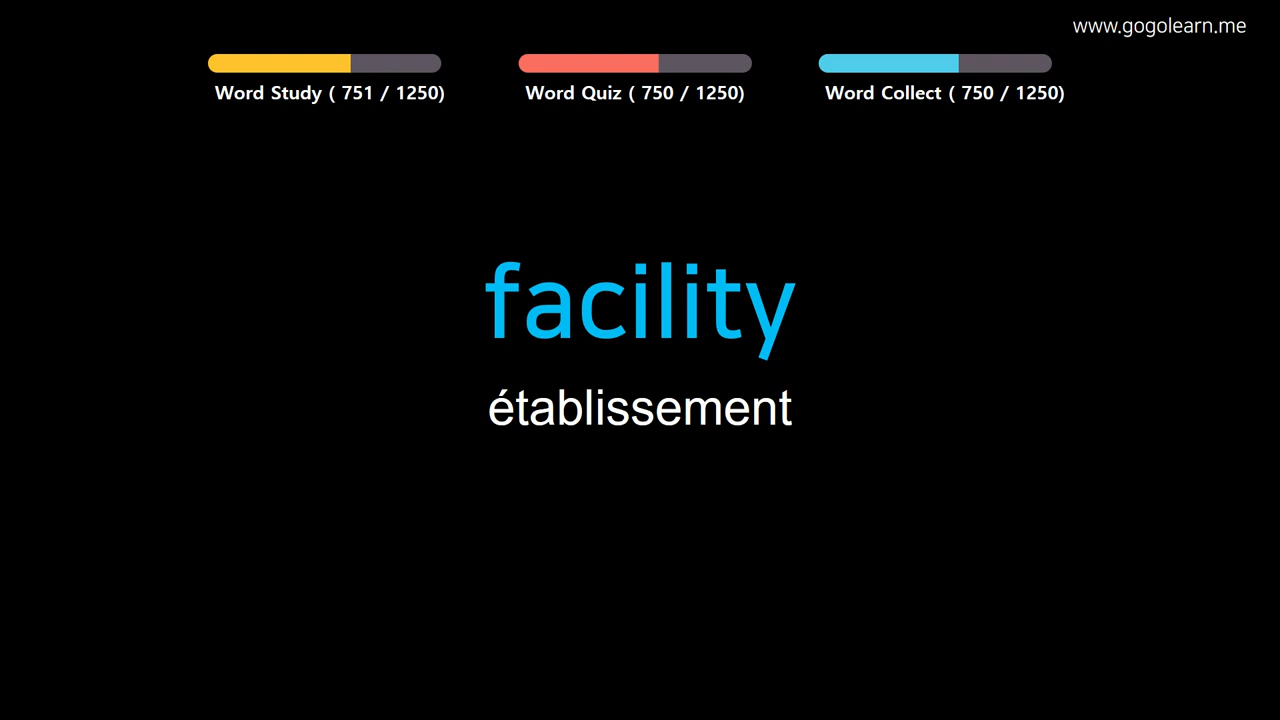 www.gogolearn.me
Word Study ( 751 / 1250)
Word Quiz ( 750 / 1250)
Word Collect ( 750 / 1250)
facility
établissement